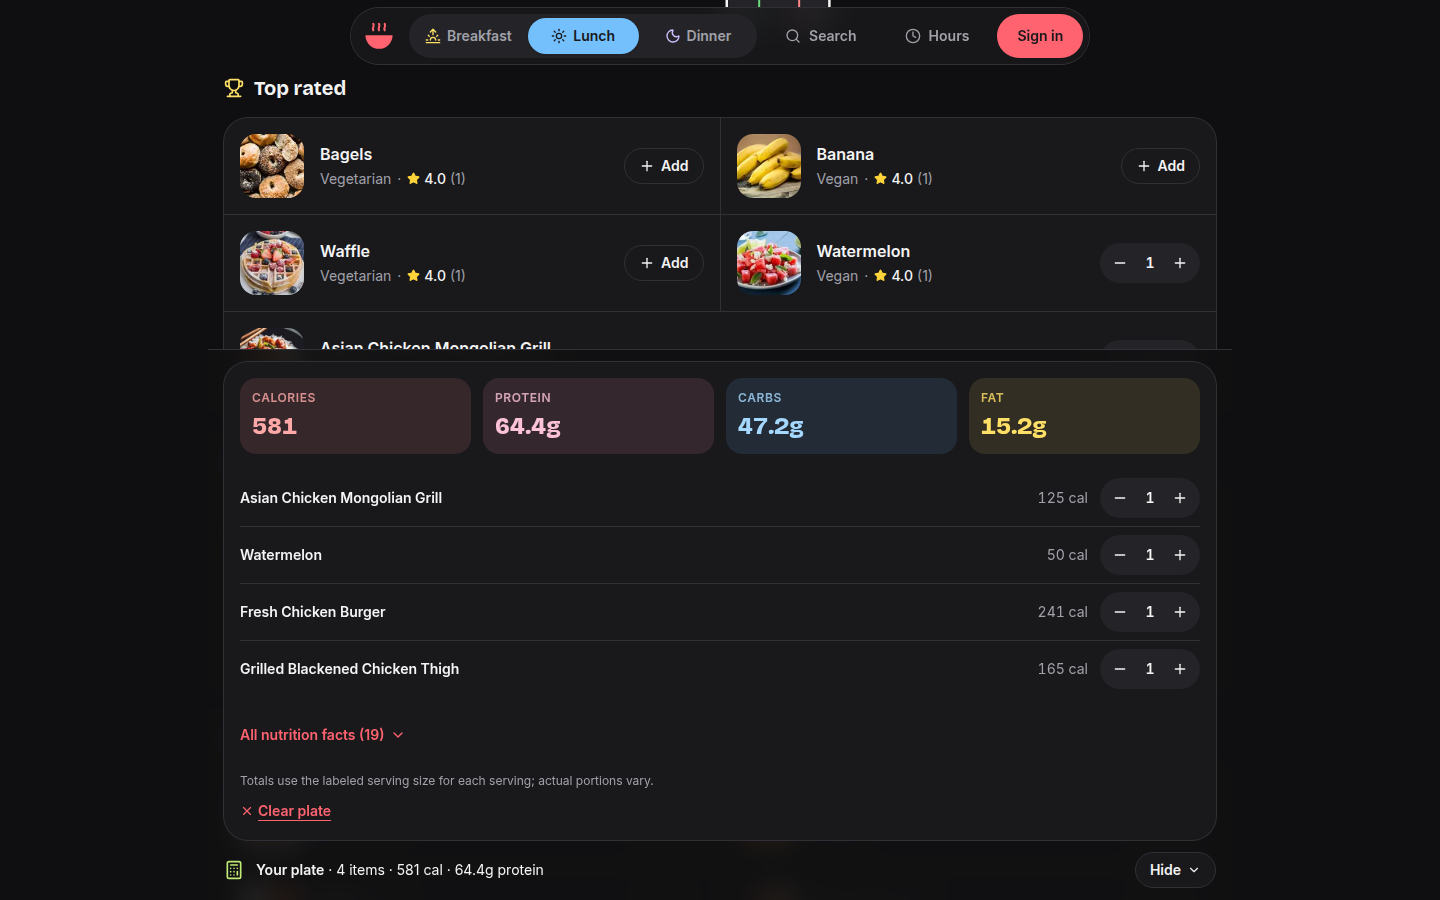 Breakfast
Lunch
Dinner
Search
Hours
Sign in
Top rated
Bagels
Vegetarian · 4.0 (1)
Add
Banana
Vegan · 4.0 (1)
Add
Waffle
Vegetarian · 4.0 (1)
Add
Watermelon
Vegan · 4.0 (1)
1
Asian Chicken Mongolian Grill
CALORIES
581
PROTEIN
64.4g
CARBS
47.2g
FAT
15.2g
Asian Chicken Mongolian Grill
125 cal
1
Watermelon
50 cal
1
Fresh Chicken Burger
241 cal
1
Grilled Blackened Chicken Thigh
165 cal
1
All nutrition facts (19)
Totals use the labeled serving size for each serving; actual portions vary.
Clear plate
Your plate · 4 items · 581 cal · 64.4g protein
Hide